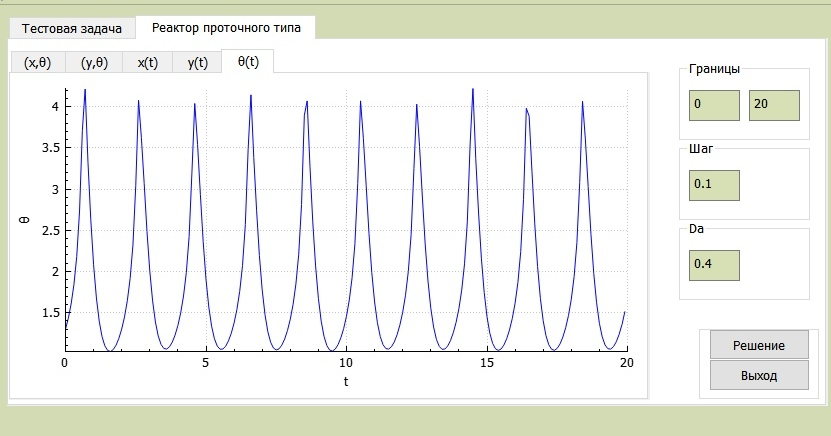 Тестовая задача Реактор проточного типа
(x,θ) (y,θ) x(t) y(t) θ(t)
Границы
0 20
Шаг
0.1
Da
0.4
Решение
Выход
4
3.5
3
2.5
2
1.5
θ
0 5 10 15 20
t